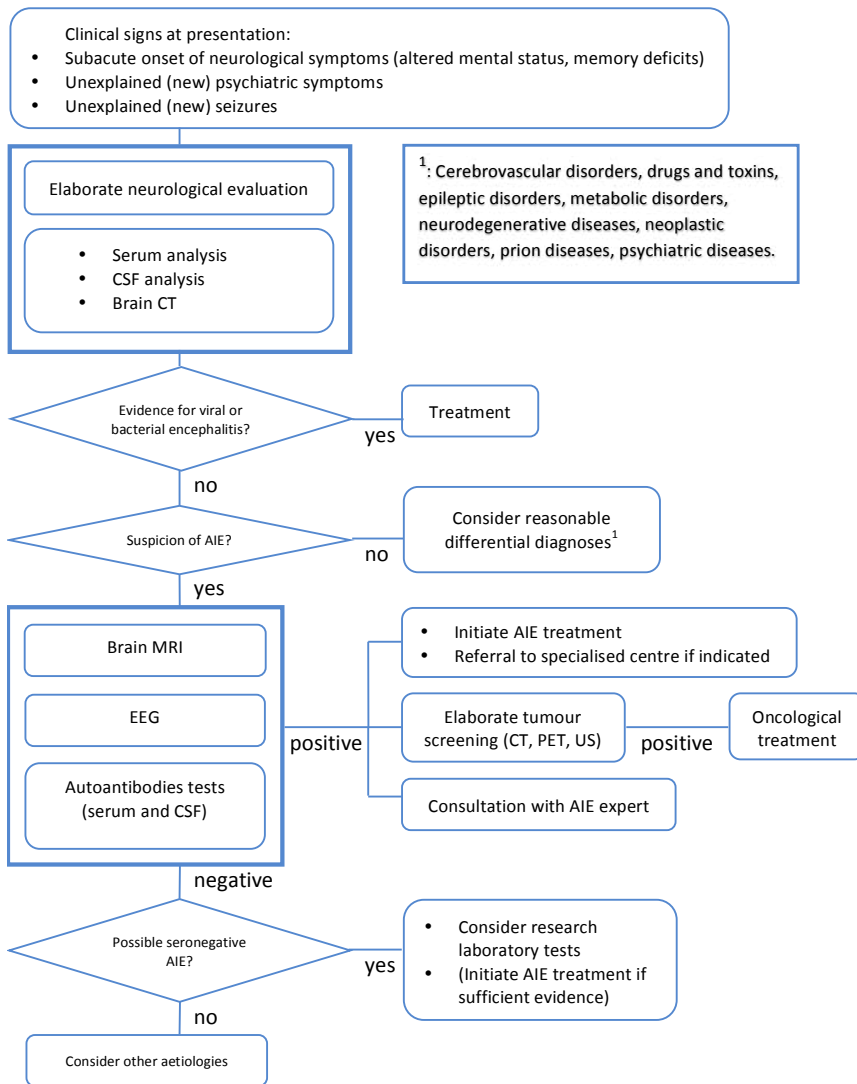 Clinical signs at presentation:
• Subacute onset of neurological symptoms (altered mental status, memory deficits)
• Unexplained (new) psychiatric symptoms
• Unexplained (new) seizures
Elaborate neurological evaluation
• Serum analysis
• CSF analysis
• Brain CT
1: Cerebrovascular disorders, drugs and toxins,
epileptic disorders, metabolic disorders,
neurodegenerative diseases, neoplastic
disorders, prion diseases, psychiatric diseases.
Evidence for viral or
bacterial encephalitis?
yes
Treatment
no
Suspicion of AIE?
no
Consider reasonable
differential diagnoses1
yes
Brain MRI
EEG
Autoantibodies tests
(serum and CSF)
positive
• Initiate AIE treatment
• Referral to specialised centre if indicated
Elaborate tumour
screening (CT, PET, US)
positive
Oncological
treatment
Consultation with AIE expert
negative
Possible seronegative
AIE?
yes
• Consider research
laboratory tests
• (Initiate AIE treatment if
sufficient evidence)
no
Consider other aetiologies